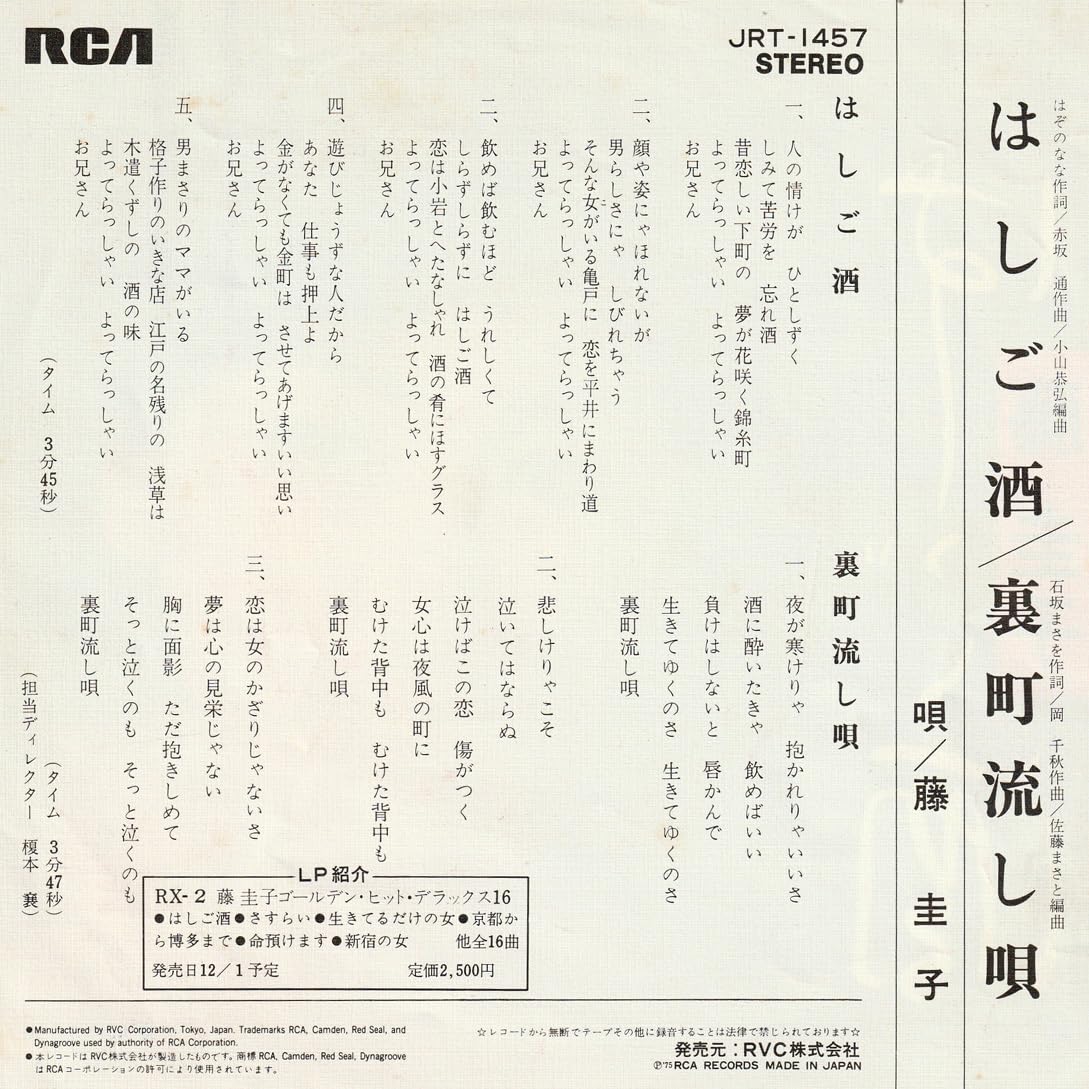 はぞのなな作詞/赤坂 通作曲/小山恭弘編曲
石坂まさを作詞/岡 千秋作曲/佐藤まさと編曲
はしご酒/裏町流し唄
唄/藤 圭子
RCA
JRT-1457
STEREO
はしご酒
一、人の情けが ひとしずく
しみて苦労を 忘れ酒
昔恋しい下町の 夢が花咲く錦糸町
よってらっしゃい よってらっしゃい
お兄さん
二、顔や姿にゃほれないが
男らしさにゃ しびれちゃう
そんな女がいる亀戸に 恋を平井にまわり道
よってらっしゃい よってらっしゃい
お兄さん
三、飲めば飲むほど うれしくて
しらずしらずに はしご酒
恋は小岩とへたなしゃれ 酒の肴にほすグラス
よってらっしゃい よってらっしゃい
お兄さん
四、遊びじょうずな人だから
あなた 仕事も押上よ
金がなくても金町は させてあげますいい思い
よってらっしゃい よってらっしゃい
お兄さん
五、男まさりのママがいる
格子作りのいきな店 江戸の名残りの 浅草は
木遣くずしの 酒の味
よってらっしゃい よってらっしゃい
お兄さん
(タイム 3分45秒)
裏町流し唄
一、夜が寒けりゃ 抱かれりゃいいさ
酒に酔いたきゃ 飲めばいい
負けはしないと 唇かんで
生きてゆくのさ 生きてゆくのさ
裏町流し唄
二、悲しけりゃこそ
泣いてはならぬ
泣けばこの恋 傷がつく
女心は夜風の町に
むけた背中も むけた背中も
裏町流し唄
三、恋は女のかざりじゃないさ
夢は心の見栄じゃない
胸に面影 ただ抱きしめて
そっと泣くのも そっと泣くのも
裏町流し唄
(タイム 3分47秒)
(担当ディレクター 榎本 襄)
LP紹介
RX-2 藤 圭子ゴールデン・ヒット・デラックス16
●はしご酒●さすらい●生きてるだけの女●京都か
ら博多まで●命預けます●新宿の女 他全16曲
発売日12/1予定 定価2,500円
●Manufactured by RVC Corporation, Tokyo, Japan. Trademarks RCA, Camden, Red Seal, and
Dynagroove used by authority of RCA Corporation.
●本レコードはRVC株式会社が製造したものです。商標RCA, Camden, Red Seal, Dynagroove
はRCAコーポレーションの許可により使用されています。
☆レコードから無断でテープその他に録音することは法律で禁じられております☆
発売元:RVC株式会社
Ⓟ'75 RCA RECORDS MADE IN JAPAN